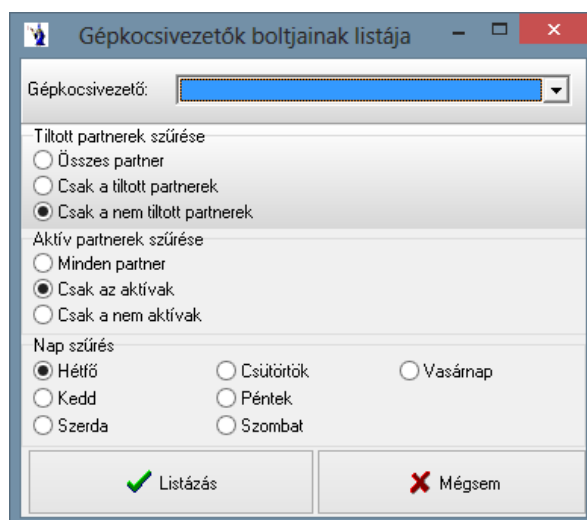 Gépkocsivezetők boltjainak listája
Gépkocsivezető:
Tiltott partnerek szűrése
Összes partner
Csak a tiltott partnerek
Csak a nem tiltott partnerek
Aktív partnerek szűrése
Minden partner
Csak az aktívak
Csak a nem aktívak
Nap szűrés
Hétfő Csütörtök Vasárnap
Kedd Péntek
Szerda Szombat
Listázás Mégsem